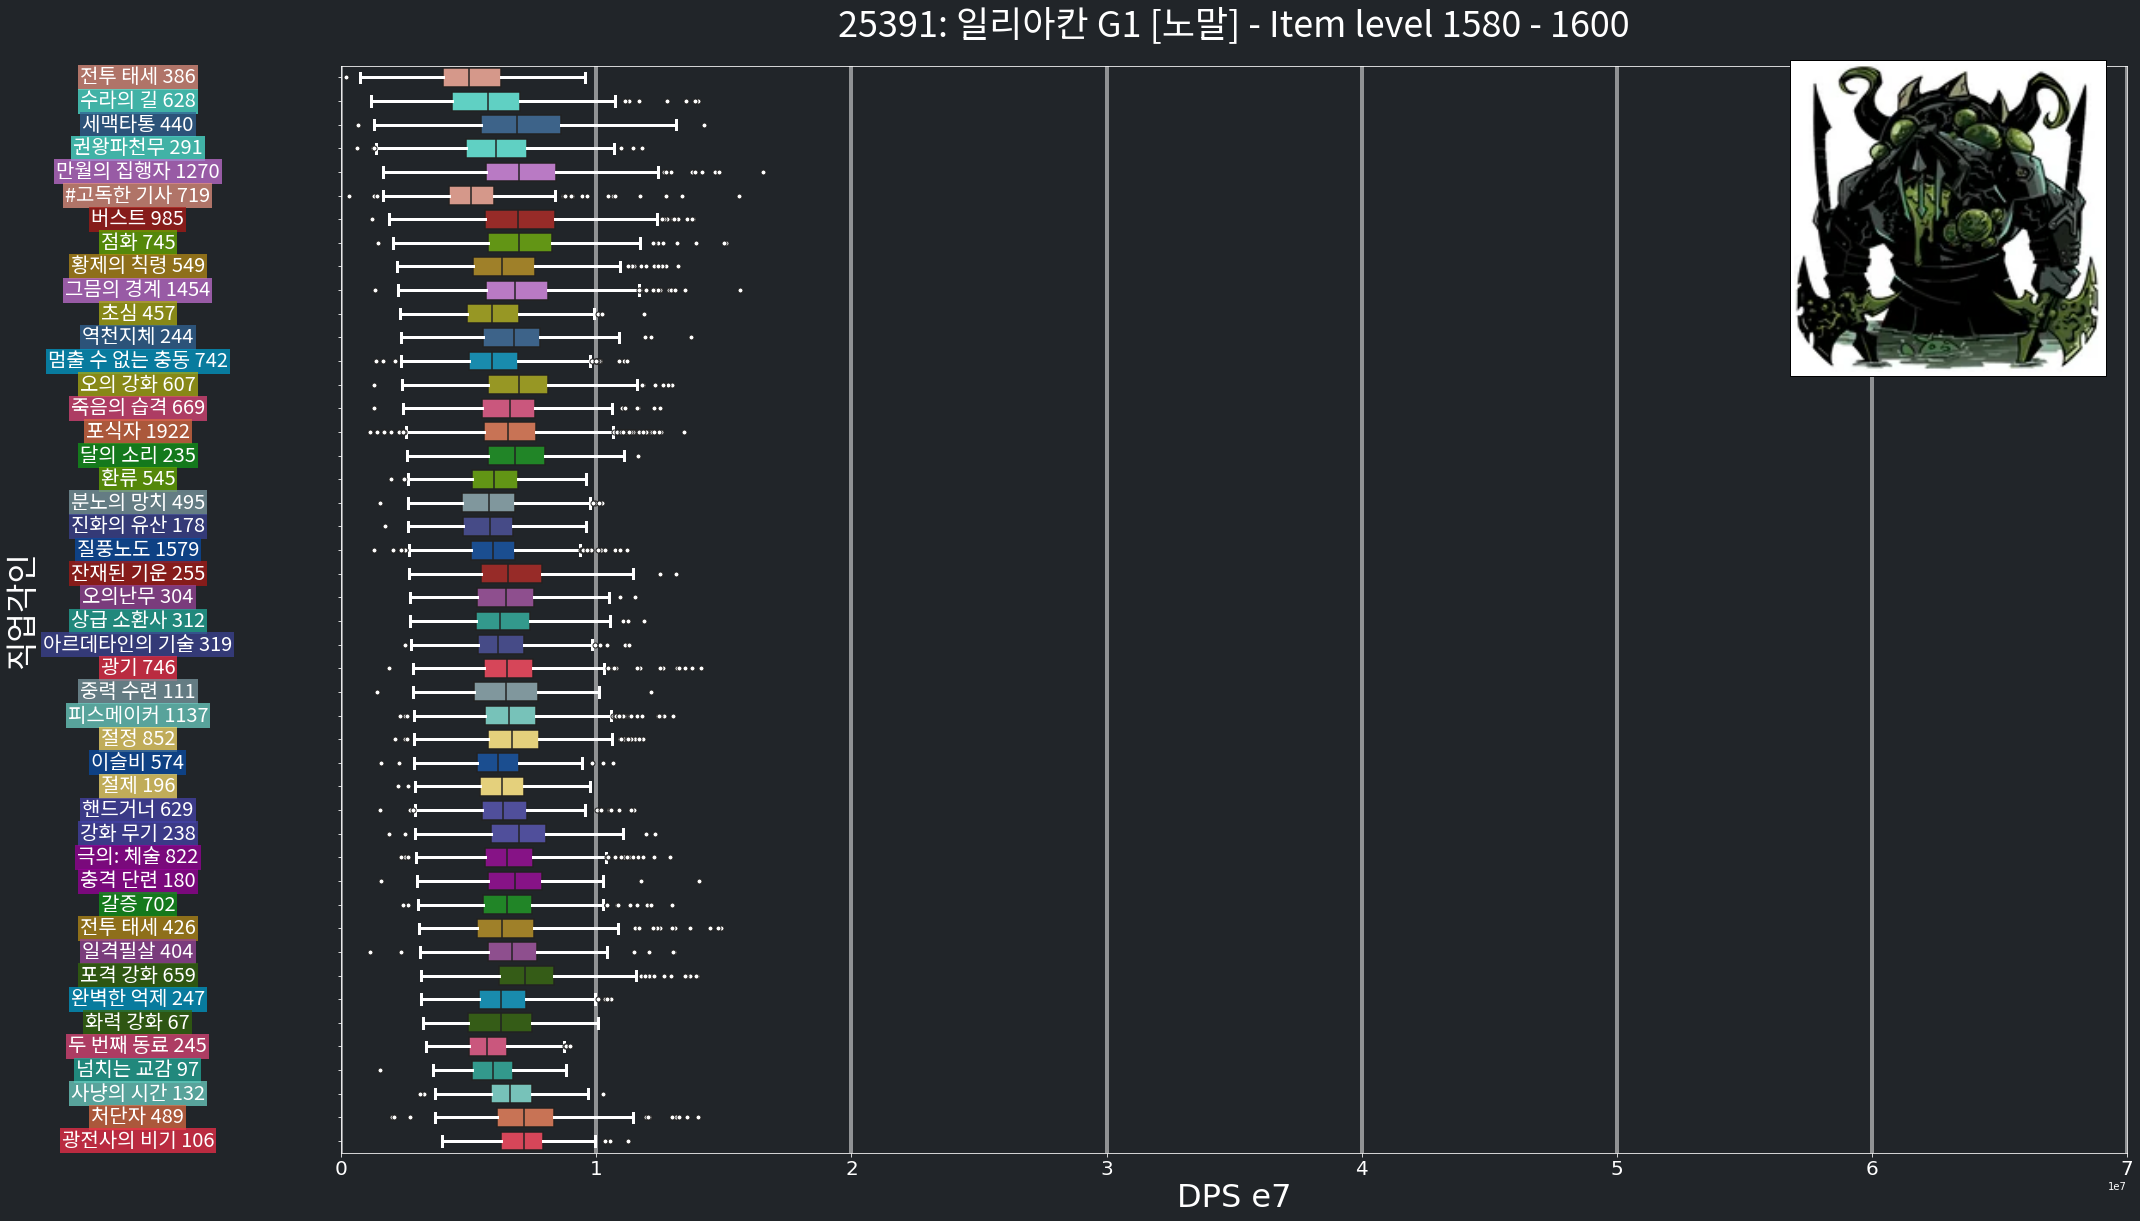 25391: 일리아칸 G1 [노말] - Item level 1580 - 1600
전투 태세 386
수라의 길 628
세맥타통 440
권왕파천무 291
만월의 집행자 1270
#고독한 기사 719
버스트 985
점화 745
황제의 칙령 549
그믐의 경계 1454
초심 457
역천지체 244
멈출 수 없는 충동 742
오의 강화 607
죽음의 습격 669
포식자 1922
달의 소리 235
환류 545
분노의 망치 495
진화의 유산 178
질풍노도 1579
잔재된 기운 255
오의난무 304
상급 소환사 312
아르데타인의 기술 319
광기 746
중력 수련 111
피스메이커 1137
절정 852
이슬비 574
절제 196
핸드거너 629
강화 무기 238
극의: 체술 822
충격 단련 180
갈증 702
전투 태세 426
일격필살 404
포격 강화 659
완벽한 억제 247
화력 강화 67
두 번째 동료 245
넘치는 교감 97
사냥의 시간 132
처단자 489
광전사의 비기 106
직업각인
0 1 2 3 4 5 6 7
1e7
DPS e7